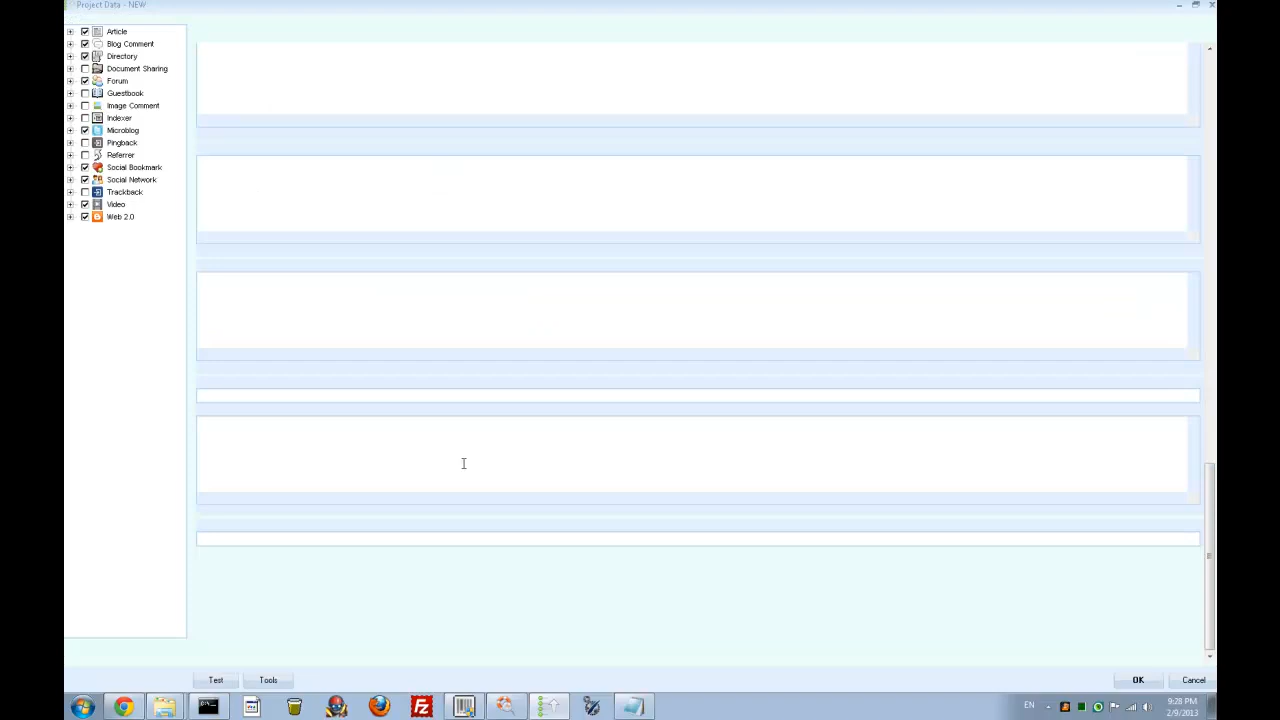 Project Data - NEW
Article
Blog Comment
Directory
Document Sharing
Forum
Guestbook
Image Comment
Indexer
Microblog
Pingback
Referrer
Social Bookmark
Social Network
Trackback
Video
Web 2.0
Test
Tools
OK
Cancel
EN
9:28 PM
2/9/2013